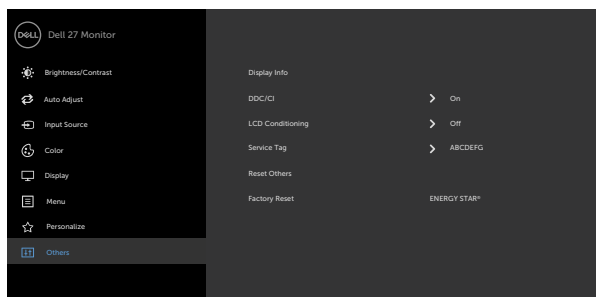 DELL Dell 27 Monitor
Brightness/Contrast
Auto Adjust
Input Source
Color
Display
Menu
Personalize
Others
Display Info
DDC/CI > On
LCD Conditioning > Off
Service Tag > ABCDEFG
Reset Others
Factory Reset ENERGY STAR®